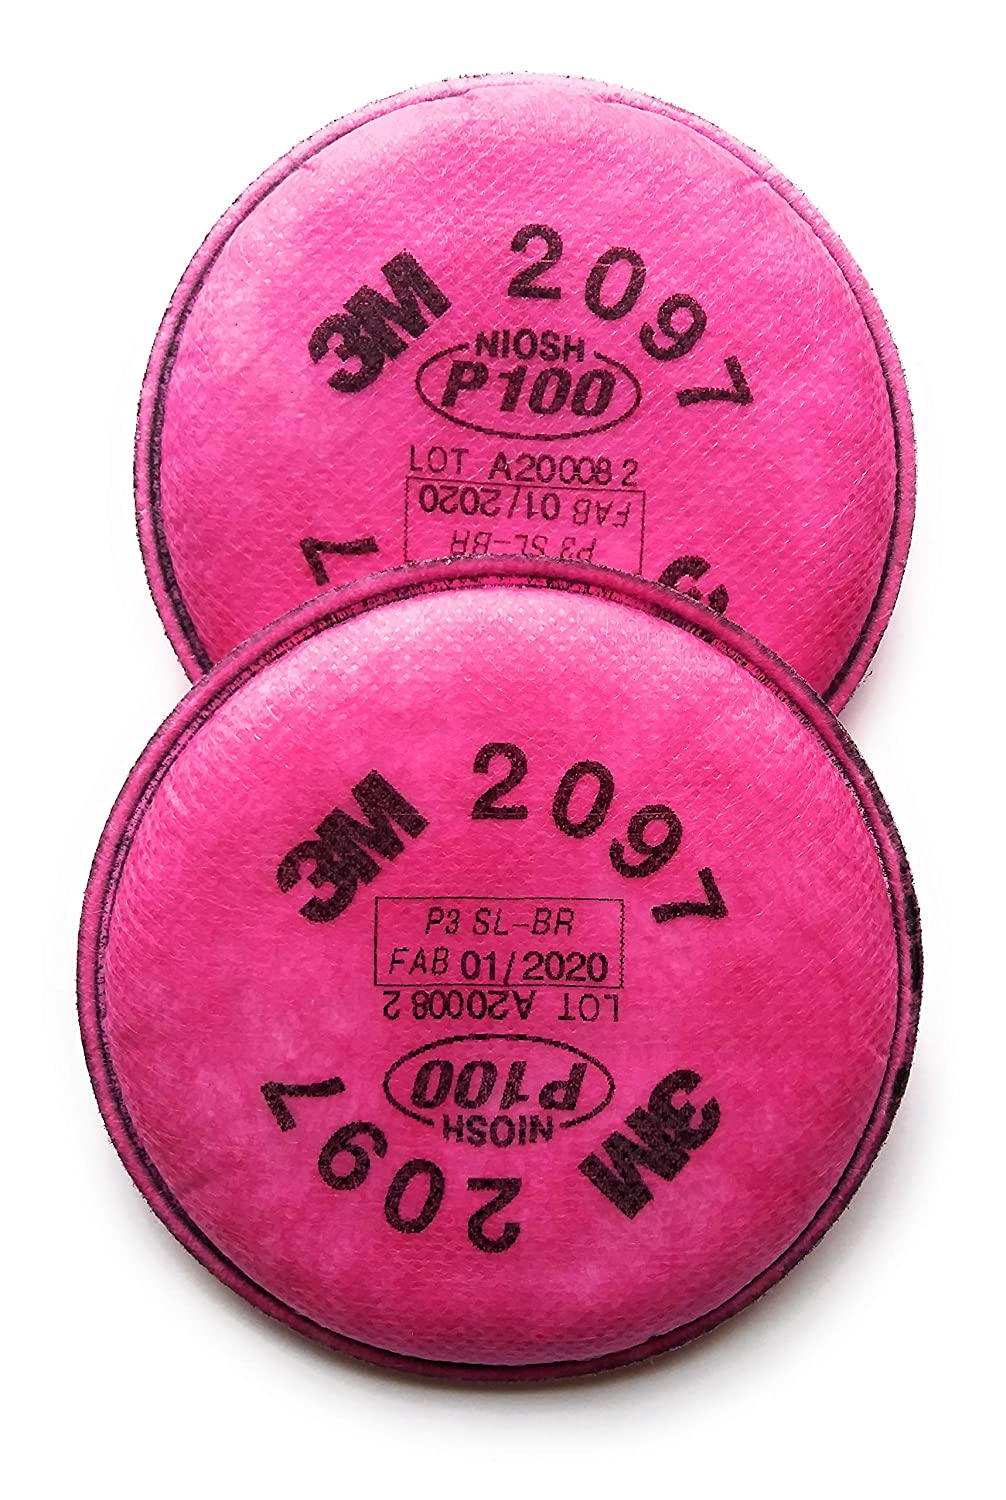 3M 2097
NIOSH
P100
LOT A20008 2
FAB 01/2020
P3 SL-BR
7
3M 2097
P3 SL-BR
FAB 01/2020
LOT A20008 2
P100
NIOSH
3M 2097